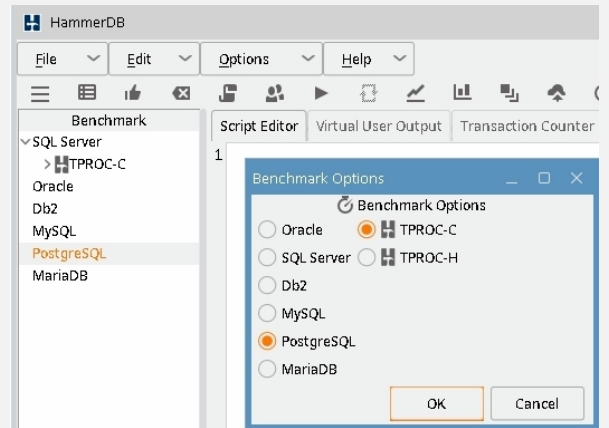 HammerDB
File Edit Options Help
Benchmark
Script Editor Virtual User Output Transaction Counter
SQL Server
TPROC-C
Oracle
Db2
MySQL
PostgreSQL
MariaDB
1
Benchmark Options
Benchmark Options
Oracle TPROC-C
SQL Server TPROC-H
Db2
MySQL
PostgreSQL
MariaDB
OK Cancel